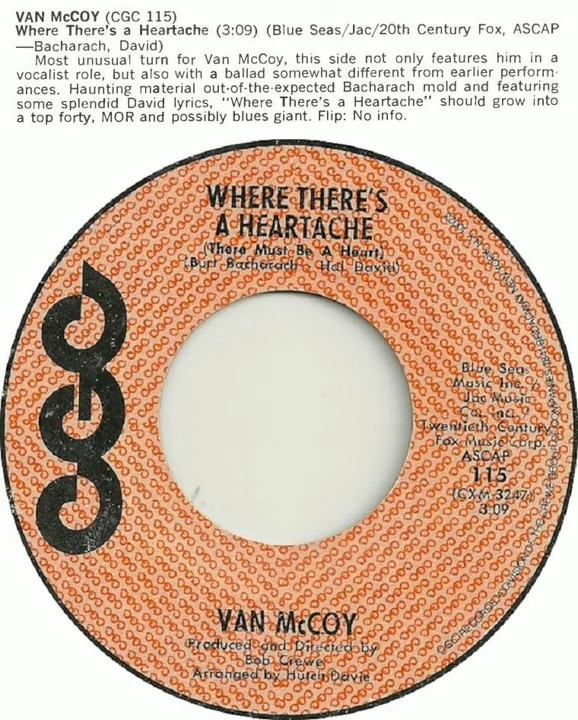 VAN McCOY (CGC 115)
Where There's a Heartache (3:09) (Blue Seas/Jac/20th Century Fox, ASCAP
—Bacharach, David)
Most unusual turn for Van McCoy, this side not only features him in a
vocalist role, but also with a ballad somewhat different from earlier perform-
ances. Haunting material out-of-the-expected Bacharach mold and featuring
some splendid David lyrics, "Where There's a Heartache" should grow into
a top forty, MOR and possibly blues giant. Flip: No info.
WHERE THERE'S
A HEARTACHE
(There Must Be A Heart)
(Burt Bacharach - Hal David)
CGC
Blue Seas
Music Inc. /
Jac Music
Co., Inc. /
Twentieth Century
Fox Music Corp.
ASCAP
115
(CXM-3247)
3:09
VAN McCOY
Produced and Directed by
Bob Crewe
Arranged by Hutch Davie
CGC RECORDS A DIVISION OF THE CREWE